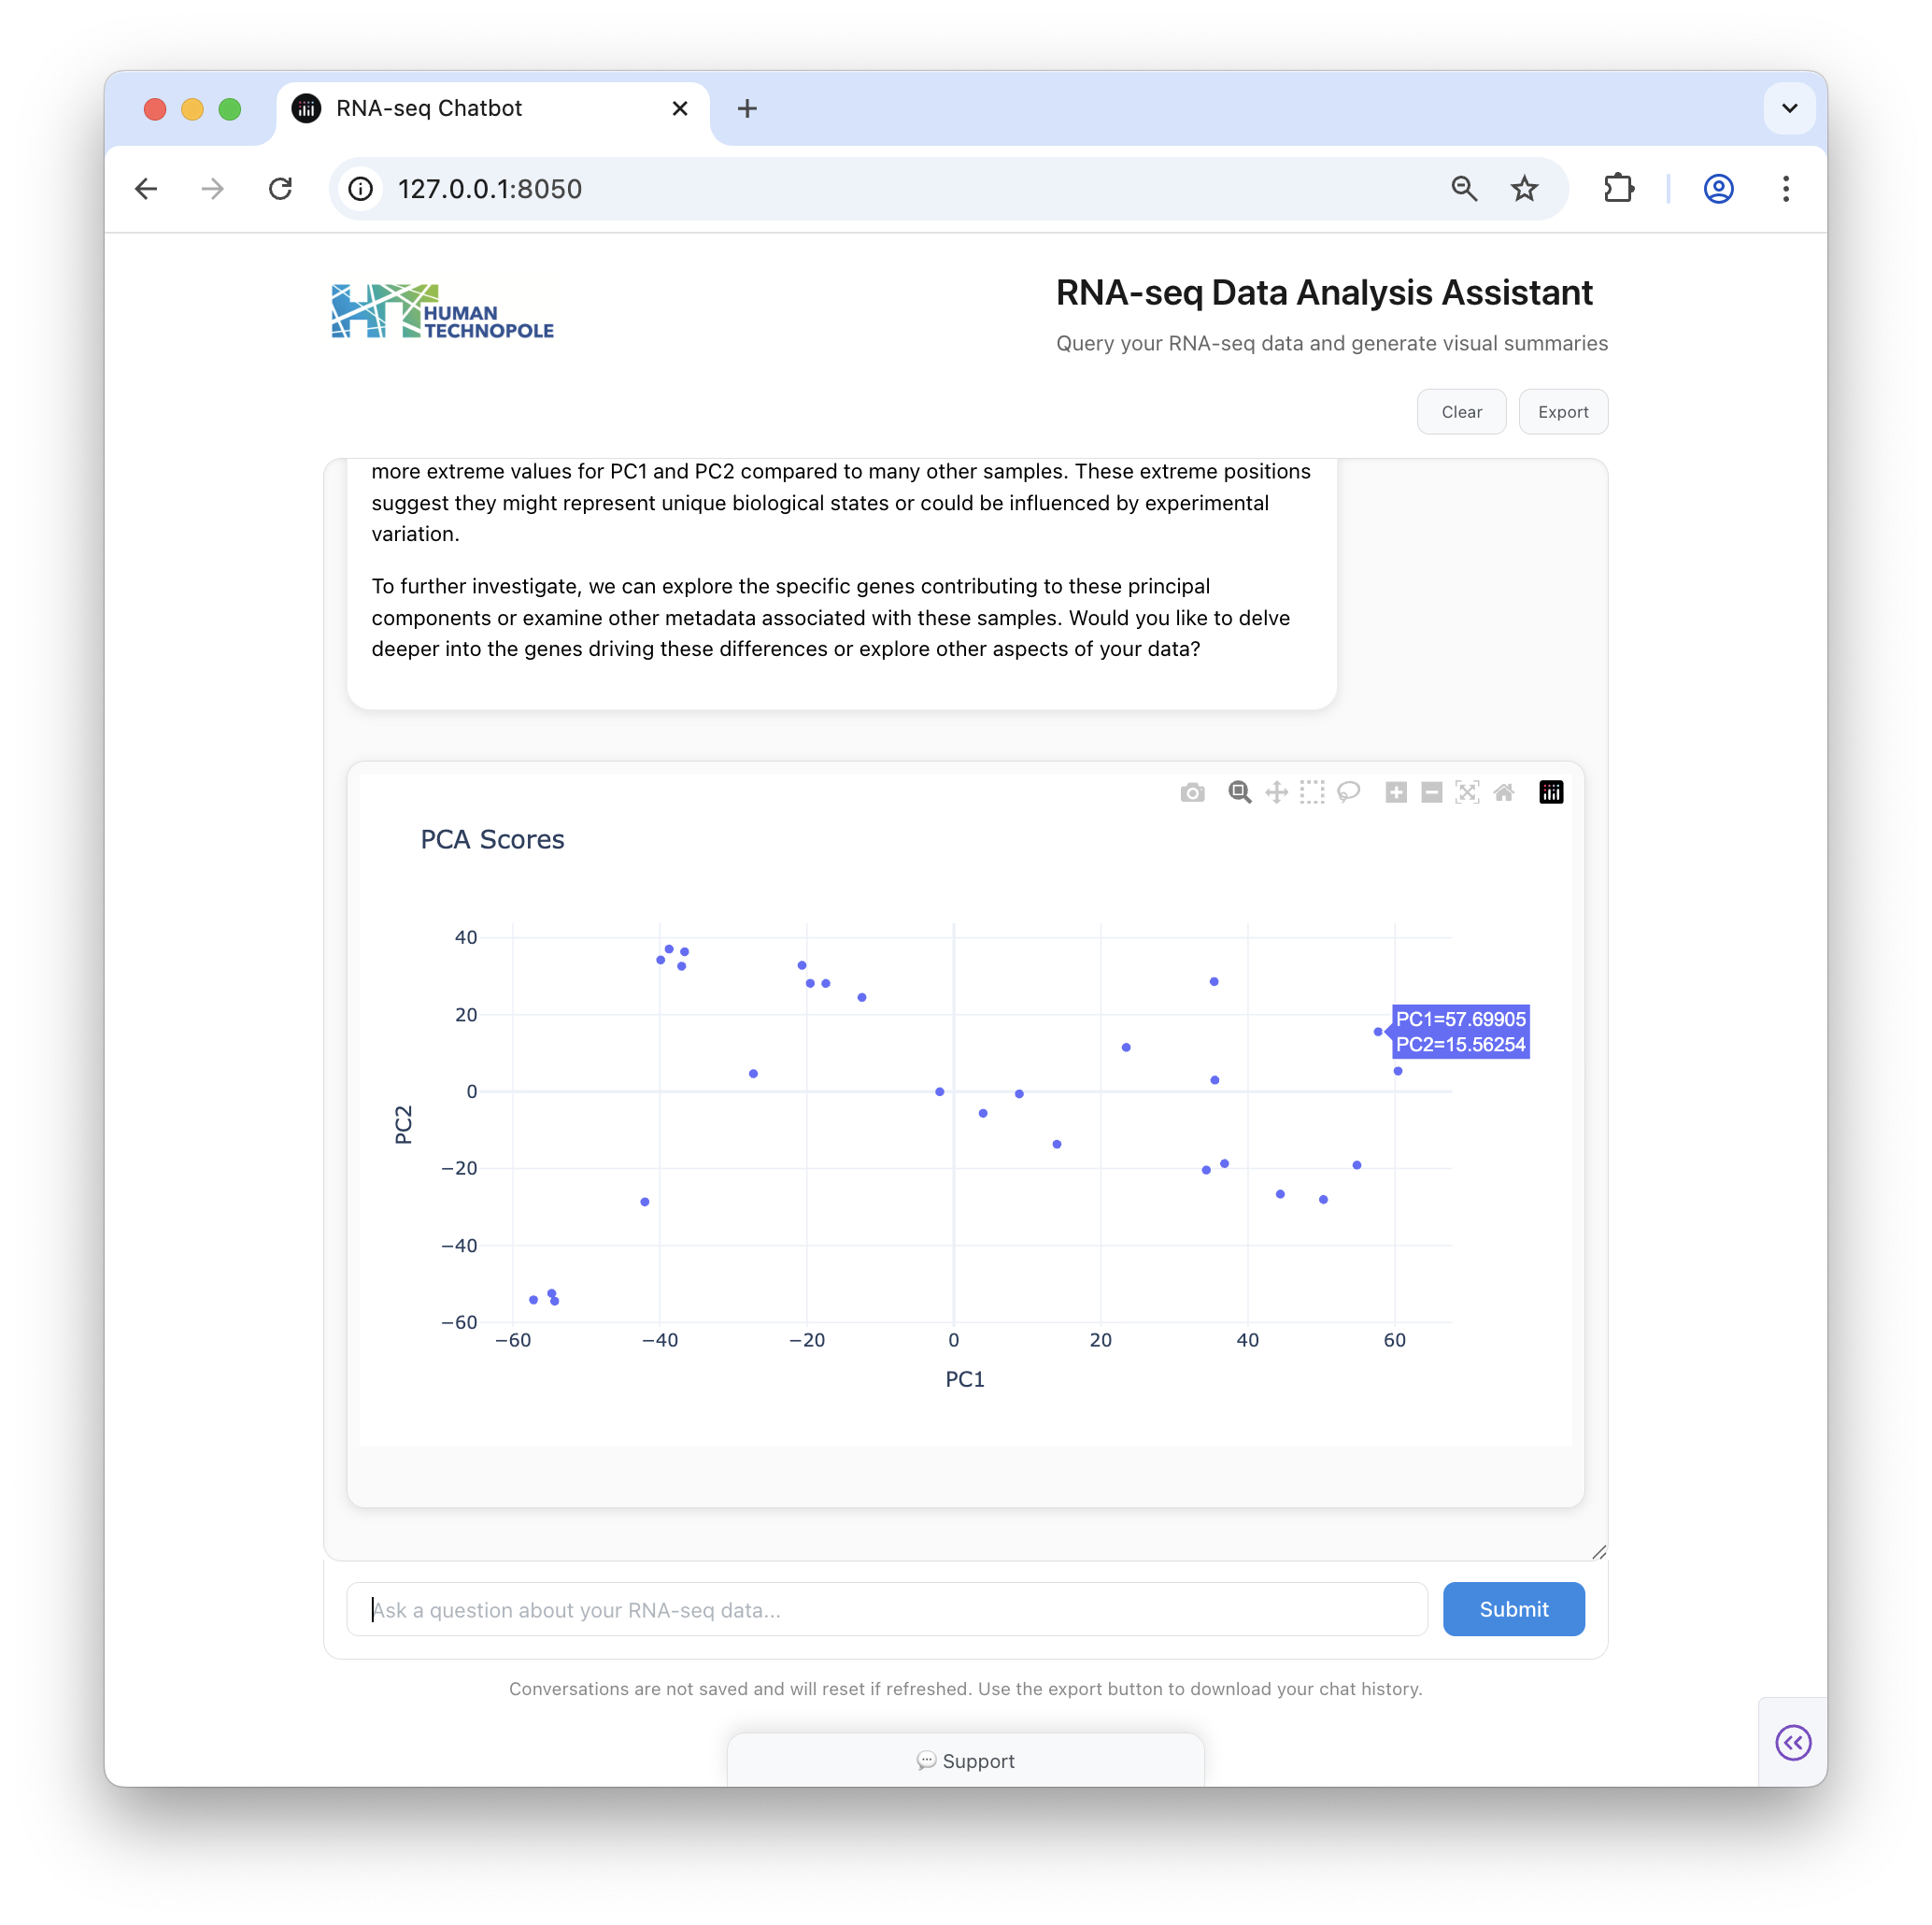 RNA-seq Chatbot
127.0.0.1:8050
HUMAN
TECHNOPOLE
RNA-seq Data Analysis Assistant
Query your RNA-seq data and generate visual summaries
Clear
Export
more extreme values for PC1 and PC2 compared to many other samples. These extreme positions
suggest they might represent unique biological states or could be influenced by experimental
variation.
To further investigate, we can explore the specific genes contributing to these principal
components or examine other metadata associated with these samples. Would you like to delve
deeper into the genes driving these differences or explore other aspects of your data?
PCA Scores
40
20
0
−20
−40
−60
PC2
PC1=57.69905
PC2=15.56254
−60
−40
−20
0
20
40
60
PC1
Ask a question about your RNA-seq data...
Submit
Conversations are not saved and will reset if refreshed. Use the export button to download your chat history.
Support